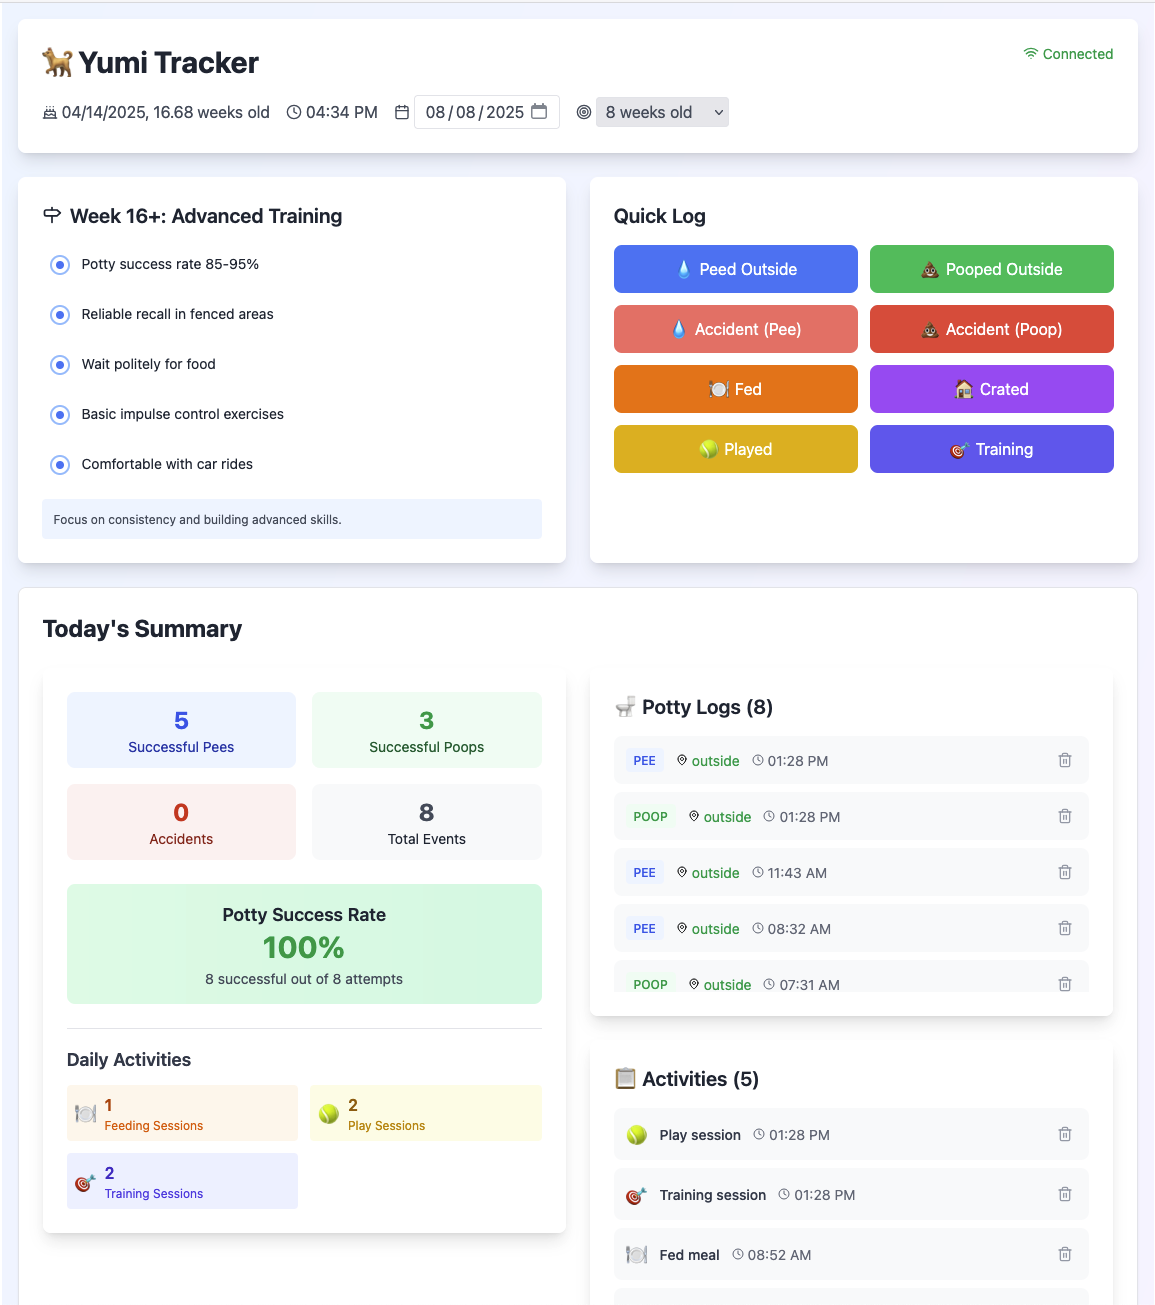 Yumi Tracker
Connected
04/14/2025, 16.68 weeks old 04:34 PM 08/08/2025 8 weeks old
Week 16+: Advanced Training
Potty success rate 85-95%
Reliable recall in fenced areas
Wait politely for food
Basic impulse control exercises
Comfortable with car rides
Focus on consistency and building advanced skills.
Quick Log
Peed Outside
Pooped Outside
Accident (Pee)
Accident (Poop)
Fed
Crated
Played
Training
Today's Summary
5
Successful Pees
3
Successful Poops
0
Accidents
8
Total Events
Potty Success Rate
100%
8 successful out of 8 attempts
Daily Activities
1
Feeding Sessions
2
Play Sessions
2
Training Sessions
Potty Logs (8)
PEE outside 01:28 PM
POOP outside 01:28 PM
PEE outside 11:43 AM
PEE outside 08:32 AM
POOP outside 07:31 AM
Activities (5)
Play session 01:28 PM
Training session 01:28 PM
Fed meal 08:52 AM